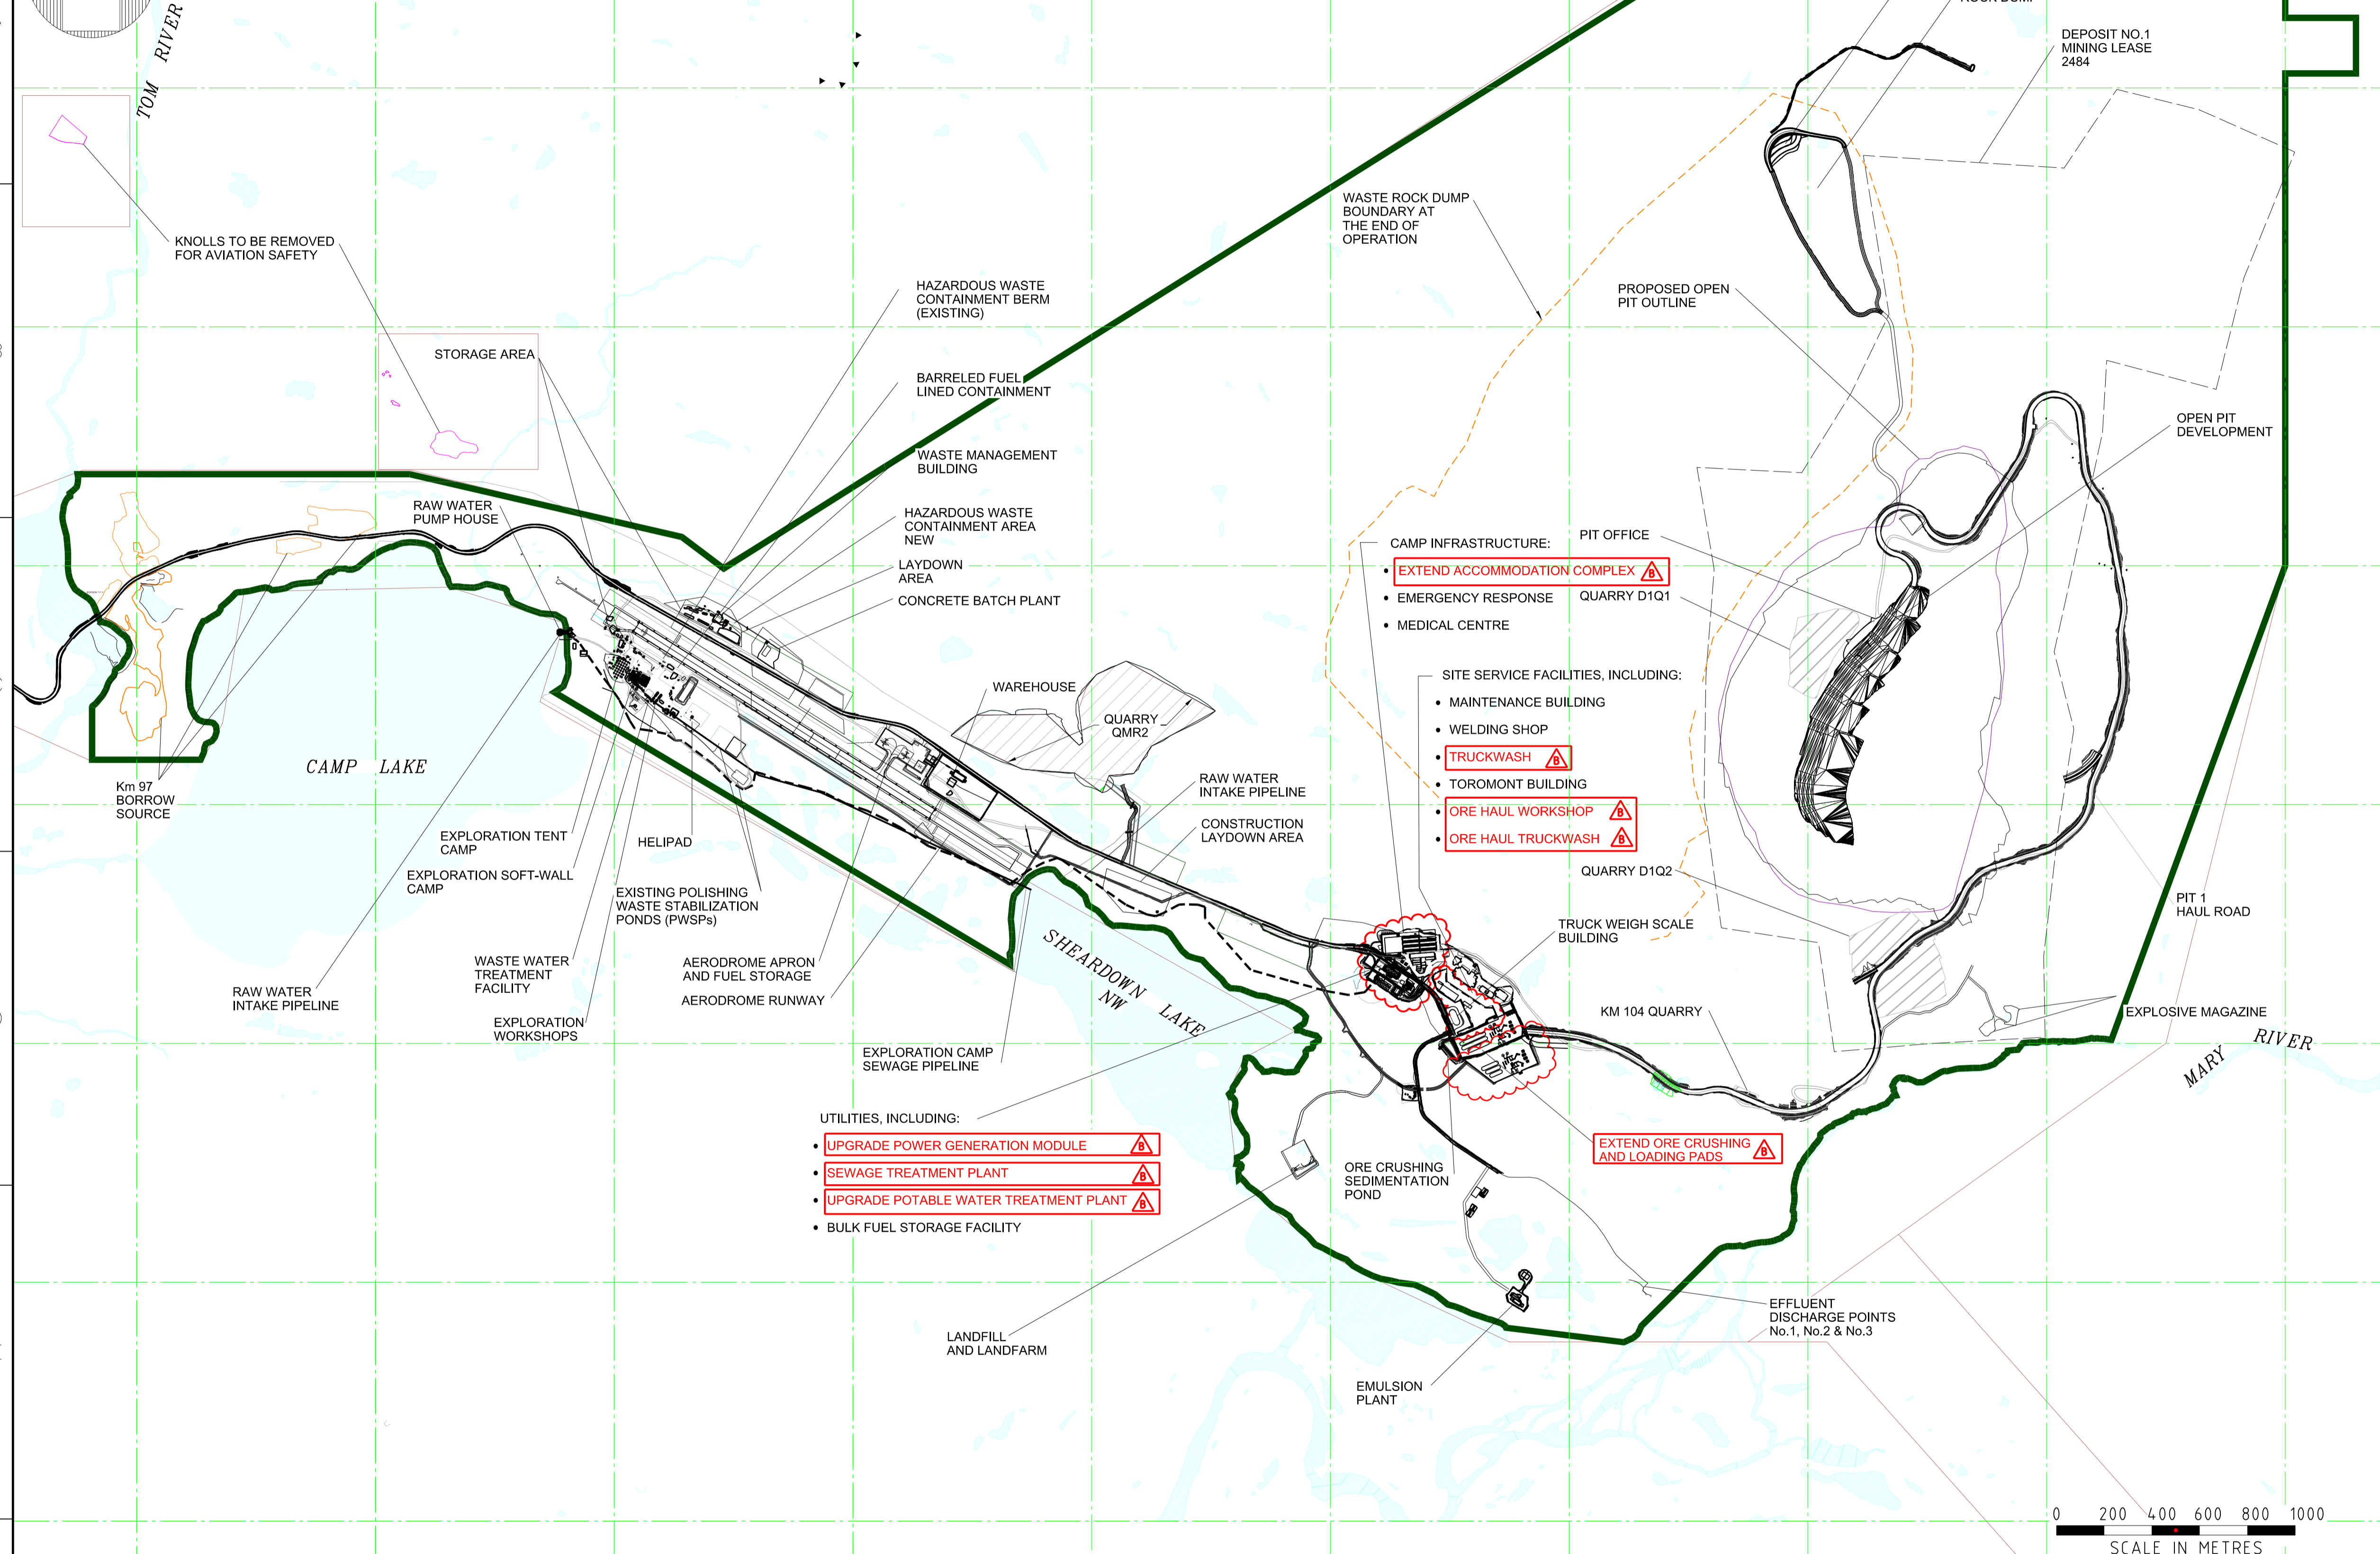 TOM RIVER
DEPOSIT NO.1
MINING LEASE
2484
KNOLLS TO BE REMOVED
FOR AVIATION SAFETY
WASTE ROCK DUMP
BOUNDARY AT
THE END OF
OPERATION
HAZARDOUS WASTE
CONTAINMENT BERM
(EXISTING)
PROPOSED OPEN
PIT OUTLINE
STORAGE AREA
BARRELED FUEL
LINED CONTAINMENT
OPEN PIT
DEVELOPMENT
WASTE MANAGEMENT
BUILDING
RAW WATER
PUMP HOUSE
HAZARDOUS WASTE
CONTAINMENT AREA
NEW
LAYDOWN
AREA
CONCRETE BATCH PLANT
PIT OFFICE
QUARRY D1Q1
CAMP INFRASTRUCTURE:
• EXTEND ACCOMMODATION COMPLEX B
• EMERGENCY RESPONSE
• MEDICAL CENTRE
SITE SERVICE FACILITIES, INCLUDING:
• MAINTENANCE BUILDING
• WELDING SHOP
• TRUCKWASH B
• TOROMONT BUILDING
• ORE HAUL WORKSHOP B
• ORE HAUL TRUCKWASH B
WAREHOUSE
QUARRY
QMR2
CAMP LAKE
Km 97
BORROW
SOURCE
RAW WATER
INTAKE PIPELINE
CONSTRUCTION
LAYDOWN AREA
EXPLORATION TENT
CAMP
HELIPAD
EXPLORATION SOFT-WALL
CAMP
EXISTING POLISHING
WASTE STABILIZATION
PONDS (PWSPs)
QUARRY D1Q2
PIT 1
HAUL ROAD
TRUCK WEIGH SCALE
BUILDING
WASTE WATER
TREATMENT
FACILITY
AERODROME APRON
AND FUEL STORAGE
AERODROME RUNWAY
SHEARDOWN LAKE
NW
RAW WATER
INTAKE PIPELINE
EXPLORATION
WORKSHOPS
KM 104 QUARRY
EXPLOSIVE MAGAZINE
MARY RIVER
EXPLORATION CAMP
SEWAGE PIPELINE
UTILITIES, INCLUDING:
• UPGRADE POWER GENERATION MODULE B
• SEWAGE TREATMENT PLANT B
• UPGRADE POTABLE WATER TREATMENT PLANT B
• BULK FUEL STORAGE FACILITY
EXTEND ORE CRUSHING
AND LOADING PADS B
ORE CRUSHING
SEDIMENTATION
POND
EFFLUENT
DISCHARGE POINTS
No.1, No.2 & No.3
LANDFILL
AND LANDFARM
EMULSION
PLANT
0 200 400 600 800 1000
SCALE IN METRES